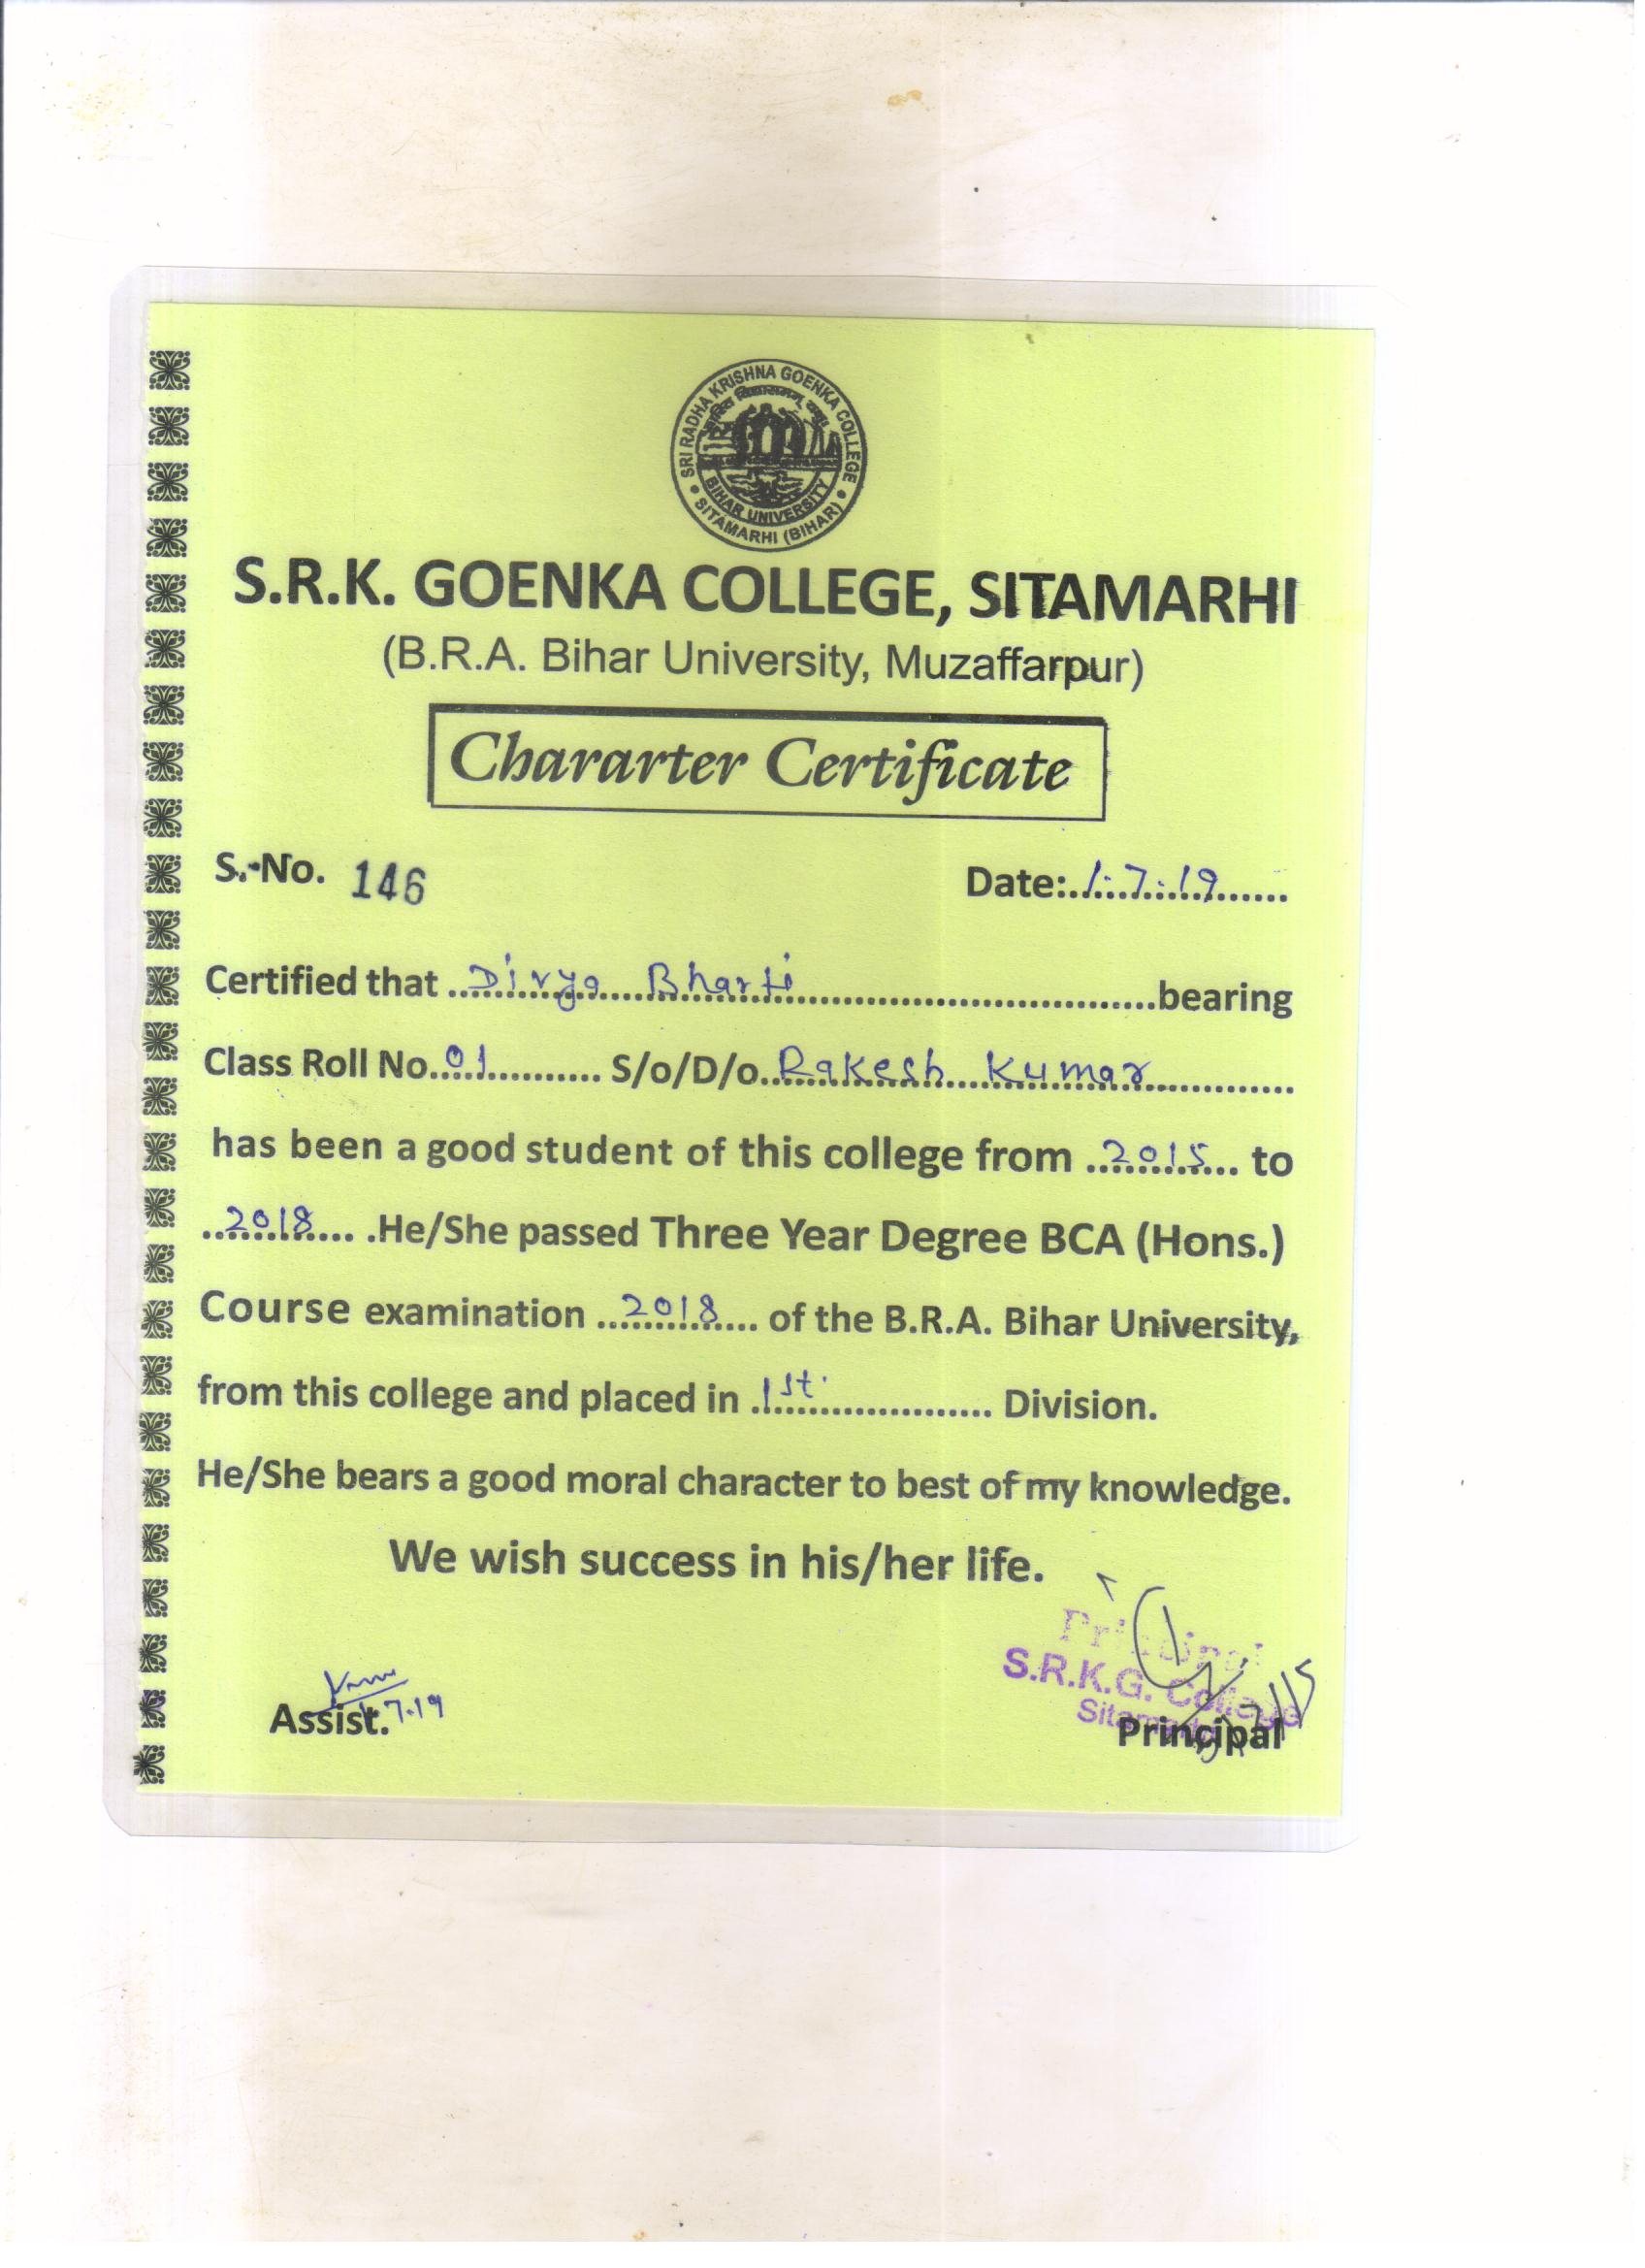 SRI RADHA KRISHNA GOENKA COLLEGE
BIHAR UNIVERSITY
• SITAMARHI (BIHAR) •
S.R.K. GOENKA COLLEGE, SITAMARHI
(B.R.A. Bihar University, Muzaffarpur)
Chararter Certificate
S.-No. 146 Date: 1.7.19
Certified that Divya Bharti bearing
Class Roll No. 01 S/o/D/o. Rakesh Kumar
has been a good student of this college from 2015 to
2018 .He/She passed Three Year Degree BCA (Hons.)
Course examination 2018 of the B.R.A. Bihar University,
from this college and placed in 1st Division.
He/She bears a good moral character to best of my knowledge.
We wish success in his/her life.
Principal
S.R.K.G. College
Assist. 7.19
Principal